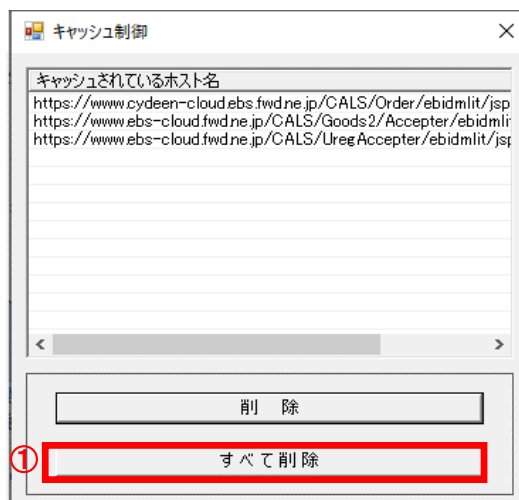 キャッシュ制御
キャッシュされているホスト名
https://www.cydeen-cloud.ebs.fwd.ne.jp/CALS/Order/ebidmlit/jsp
https://www.ebs-cloud.fwd.ne.jp/CALS/Goods2/Accepter/ebidmli
https://www.ebs-cloud.fwd.ne.jp/CALS/UregAccepter/ebidmlit/jsp
削 除
① すべて削除